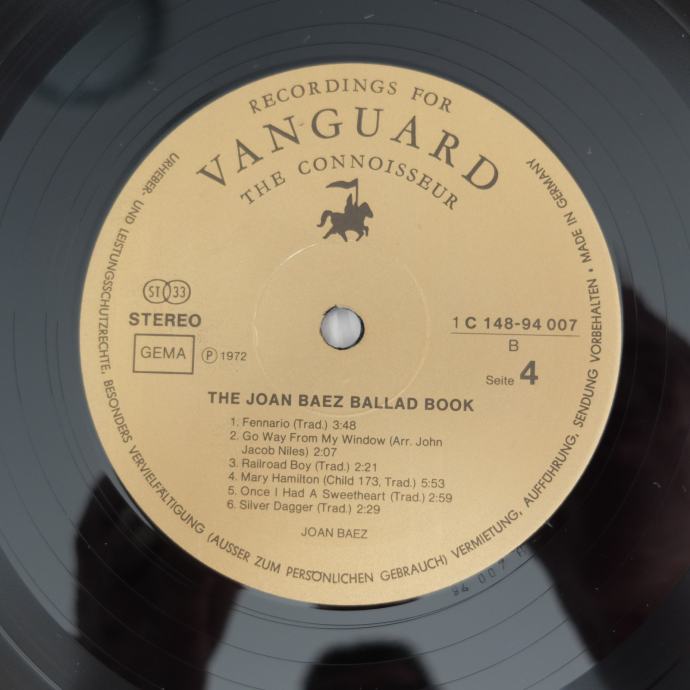 RECORDINGS FOR
VANGUARD
THE CONNOISSEUR
URHEBER- UND LEISTUNGSSCHUTZRECHTE, BESONDERS VERVIELFÄLTIGUNG (AUSSER ZUM PERSÖNLICHEN GEBRAUCH) VERMIETUNG, AUFFÜHRUNG, SENDUNG VORBEHALTEN • MADE IN GERMANY
ST 33
STEREO
GEMA
Ⓟ 1972
1 C 148-94 007
B
Seite 4
THE JOAN BAEZ BALLAD BOOK
1. Fennario (Trad.) 3:48
2. Go Way From My Window (Arr. John
Jacob Niles) 2:07
3. Railroad Boy (Trad.) 2:21
4. Mary Hamilton (Child 173, Trad.) 5:53
5. Once I Had A Sweetheart (Trad.) 2:59
6. Silver Dagger (Trad.) 2:29
JOAN BAEZ